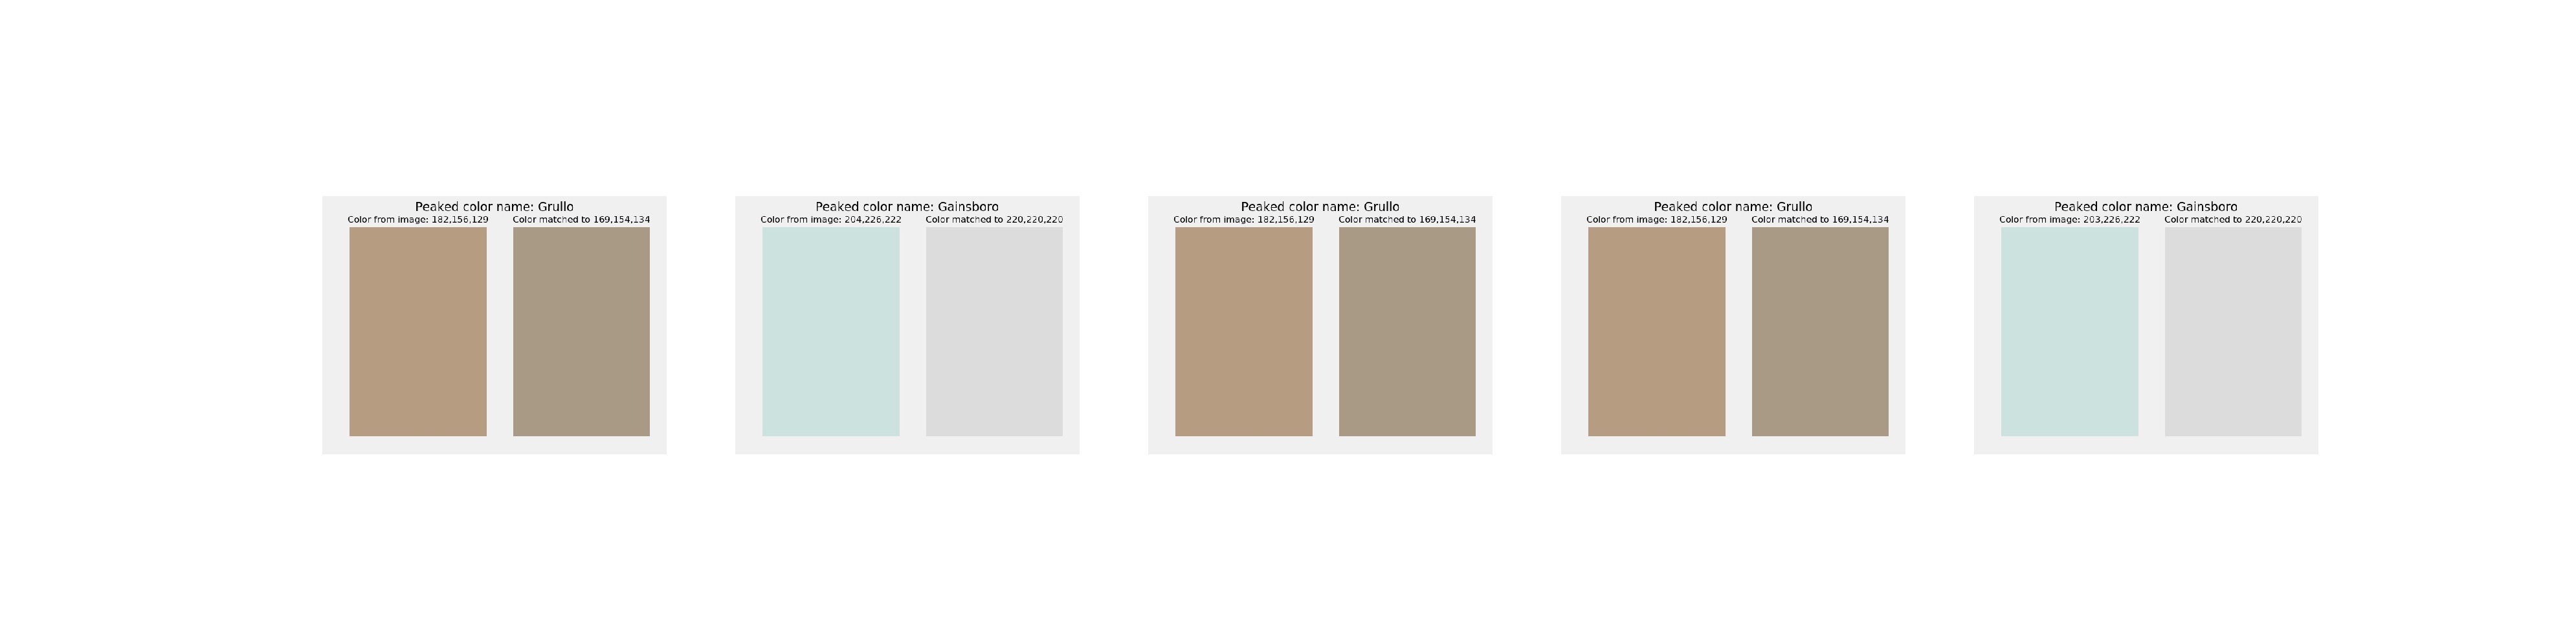 Peaked color name: Grullo
Color from image: 182,156,129
Color matched to 169,154,134
Peaked color name: Gainsboro
Color from image: 204,226,222
Color matched to 220,220,220
Peaked color name: Grullo
Color from image: 182,156,129
Color matched to 169,154,134
Peaked color name: Grullo
Color from image: 182,156,129
Color matched to 169,154,134
Peaked color name: Gainsboro
Color from image: 203,226,222
Color matched to 220,220,220